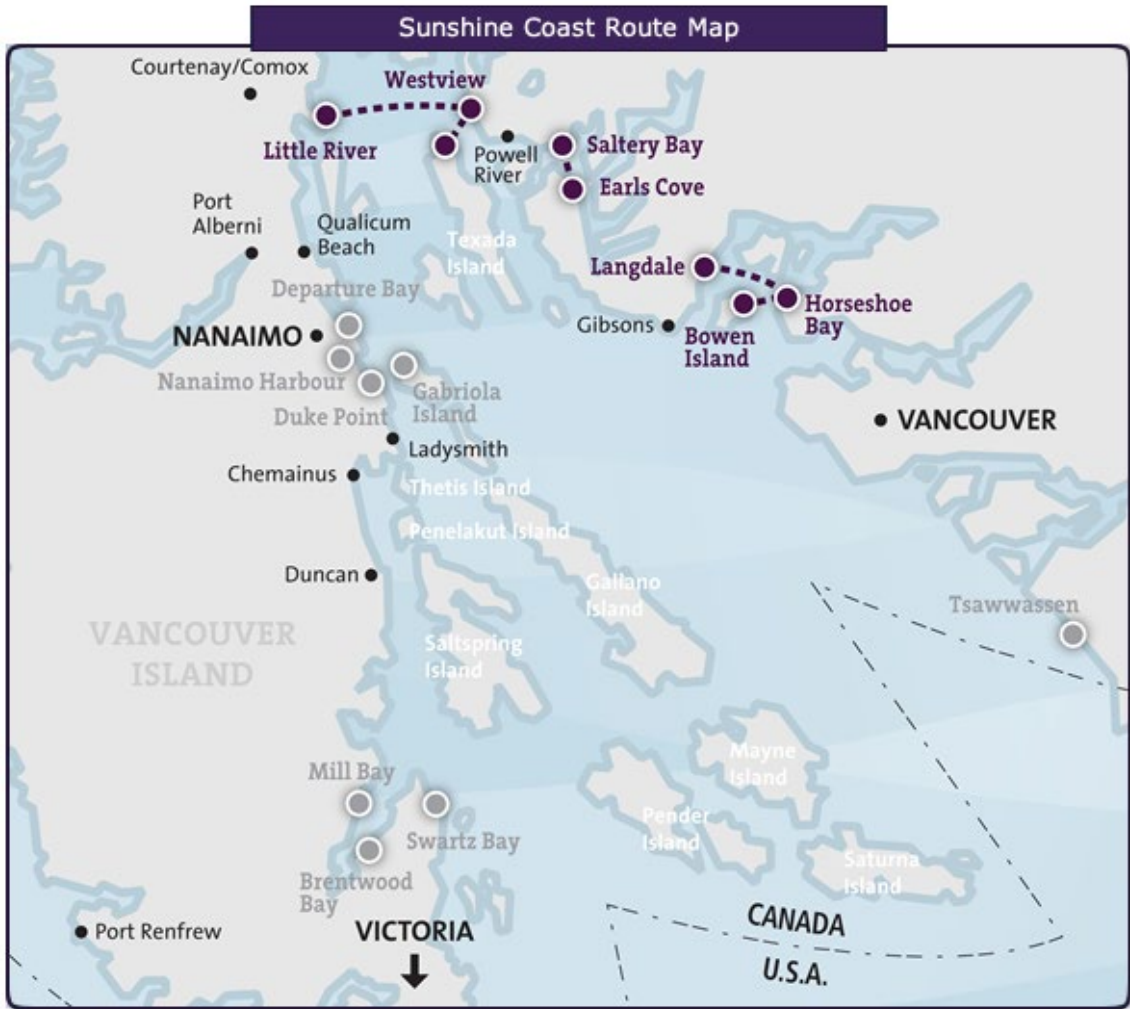 Sunshine Coast Route Map
Courtenay/Comox
Westview
Little River
Powell
River
Saltery Bay
Earls Cove
Port
Alberni
Qualicum
Beach
Texada
Island
Langdale
Departure Bay
Horseshoe
Bay
Gibsons
Bowen
Island
NANAIMO
Nanaimo Harbour
Gabriola
Island
Duke Point
VANCOUVER
Ladysmith
Chemainus
Thetis Island
Penelakut Island
Duncan
Galiano
Island
Tsawwassen
VANCOUVER
ISLAND
Saltspring
Island
Mayne
Island
Mill Bay
Pender
Island
Swartz Bay
Saturna
Island
Brentwood
Bay
Port Renfrew
VICTORIA
CANADA
U.S.A.